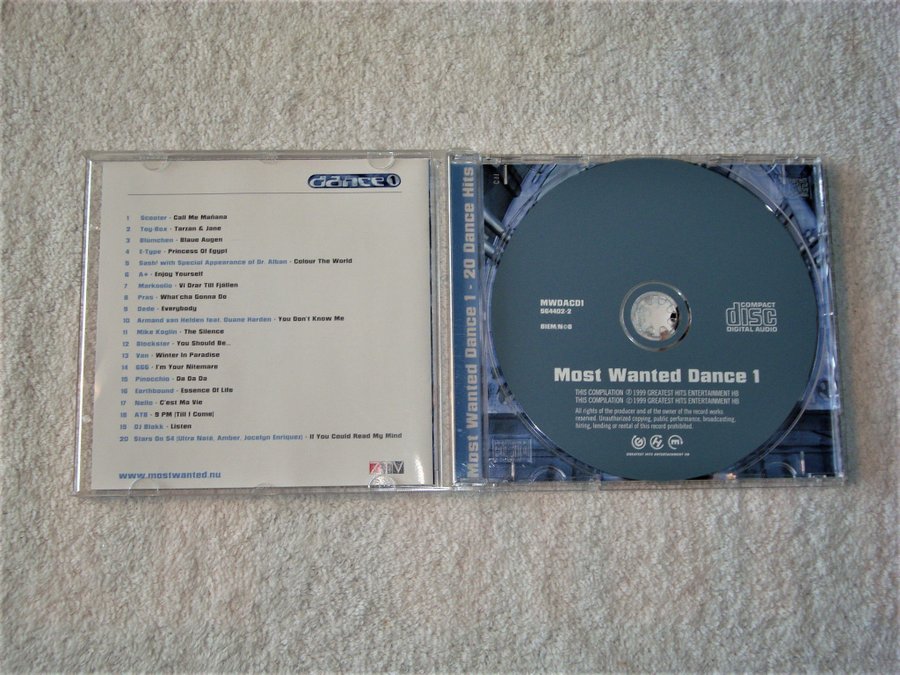 dance 1
1 Scooter - Call Me Mañana
2 Toy-Box - Tarzan & Jane
3 Blümchen - Blaue Augen
4 E-Type - Princess Of Egypt
5 Sash! with Special Appearance of Dr. Alban - Colour The World
6 A+ - Enjoy Yourself
7 Markoolio - Vi Drar Till Fjällen
8 Pras - What'cha Gonna Do
9 Dede - Everybody
10 Armand van Helden feat. Duane Harden - You Don't Know Me
11 Mike Koglin - The Silence
12 Blockster - You Should Be...
13 Van - Winter In Paradise
14 666 - I'm Your Nitemare
15 Pinocchio - Da Da Da
16 Earthbound - Essence Of Life
17 Nello - C'est Ma Vie
18 ATB - 9 PM (Till I Come)
19 DJ Blakk - Listen
20 Stars On 54 (Ultra Naté, Amber, Jocelyn Enriquez) - If You Could Read My Mind
www.mostwanted.nu
Most Wanted Dance 1 - 20 Dance Hits
MWDACD1
984402-2
BIEM/NCB
COMPACT
disc
DIGITAL AUDIO
Most Wanted Dance 1
THIS COMPILATION ℗ 1999 GREATEST HITS ENTERTAINMENT HB
THIS COMPILATION © 1999 GREATEST HITS ENTERTAINMENT HB
All rights of the producer and of the owner of the record works
reserved. Unauthorized copying, public performance, broadcasting,
hiring, lending or rental of this record prohibited.
GREATEST HITS ENTERTAINMENT HB